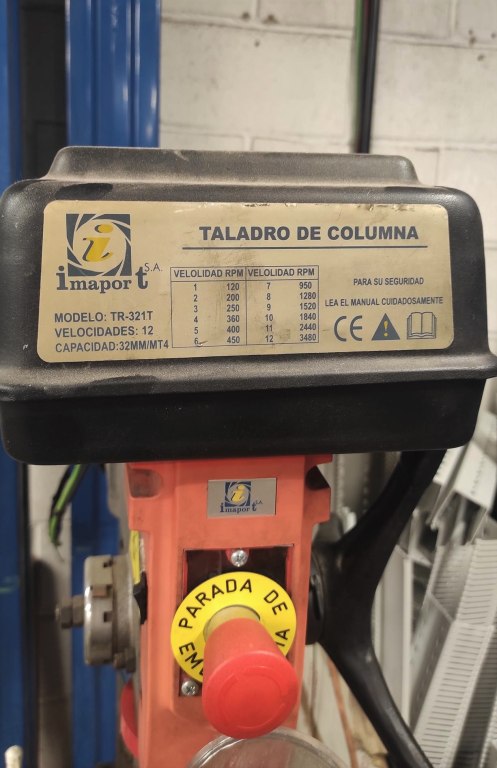 TALADRO DE COLUMNA
i
imaport S.A.
MODELO: TR-321T
VELOCIDADES: 12
CAPACIDAD:32MM/MT4
VELOLIDAD RPM VELOLIDAD RPM
1 120 7 950
2 200 8 1280
3 250 9 1520
4 360 10 1840
5 400 11 2440
6 450 12 3480
PARA SU SEGURIDAD
LEA EL MANUAL CUIDADOSAMENTE
CE
i
imaport S.A.
PARADA DE